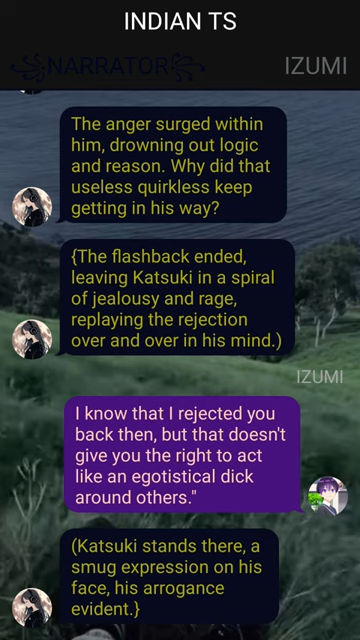 INDIAN TS
NARRATOR
IZUMI
The anger surged within
him, drowning out logic
and reason. Why did that
useless quirkless keep
getting in his way?
{The flashback ended,
leaving Katsuki in a spiral
of jealousy and rage,
replaying the rejection
over and over in his mind.)
IZUMI
I know that I rejected you
back then, but that doesn't
give you the right to act
like an egotistical dick
around others."
(Katsuki stands there, a
smug expression on his
face, his arrogance
evident.}